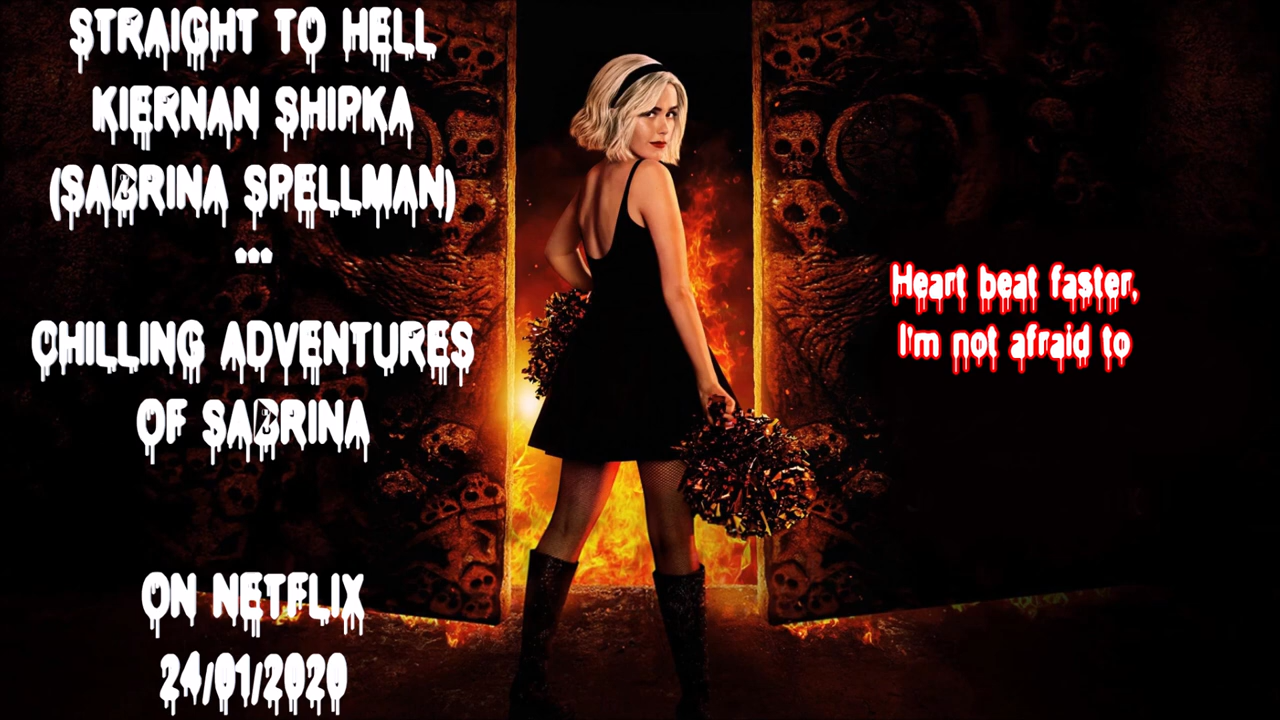 STRAIGHT TO HELL
KIERNAN SHIPKA
(SABRINA SPELLMAN)
...
CHILLING ADVENTURES
OF SABRINA
ON NETFLIX
24/01/2020
Heart beat faster,
I'm not afraid to